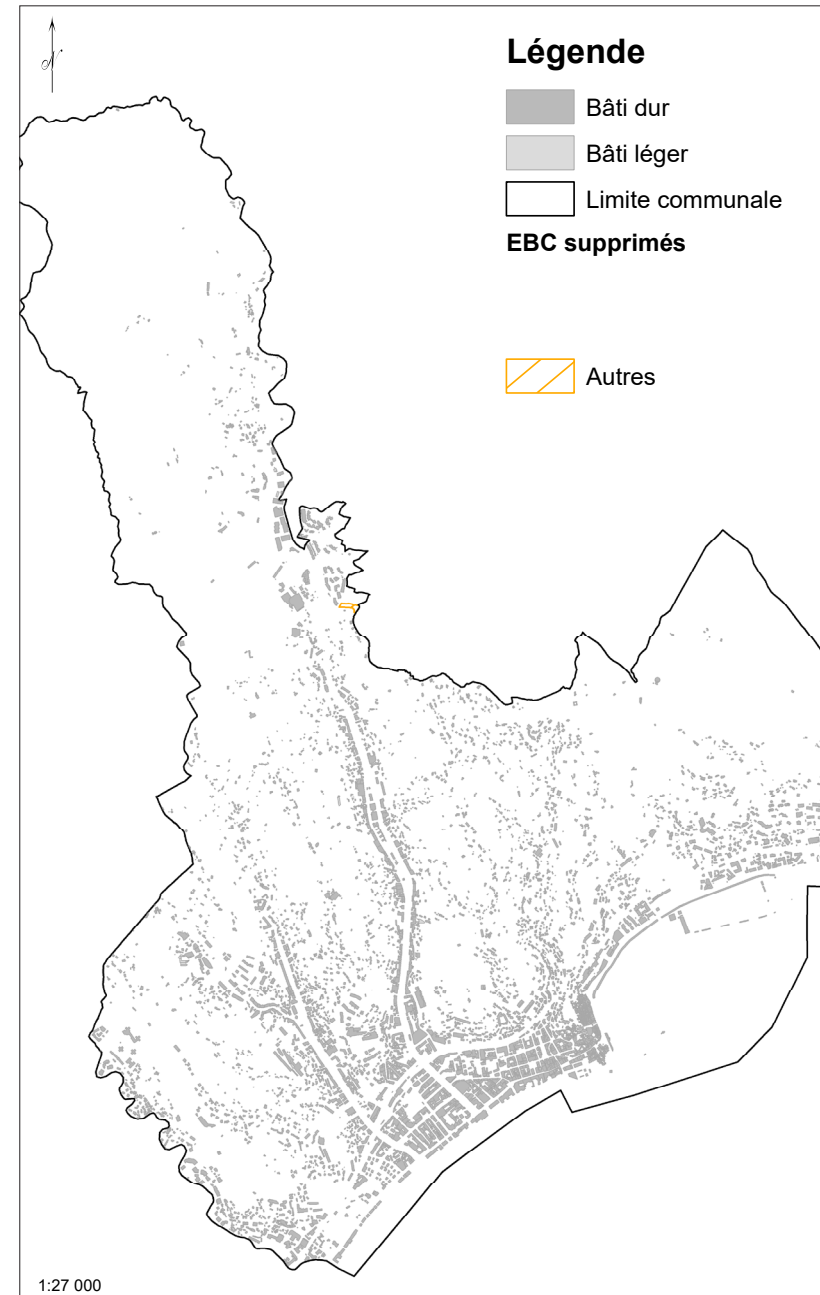 N
Légende
Bâti dur
Bâti léger
Limite communale
EBC supprimés
Autres
1:27 000